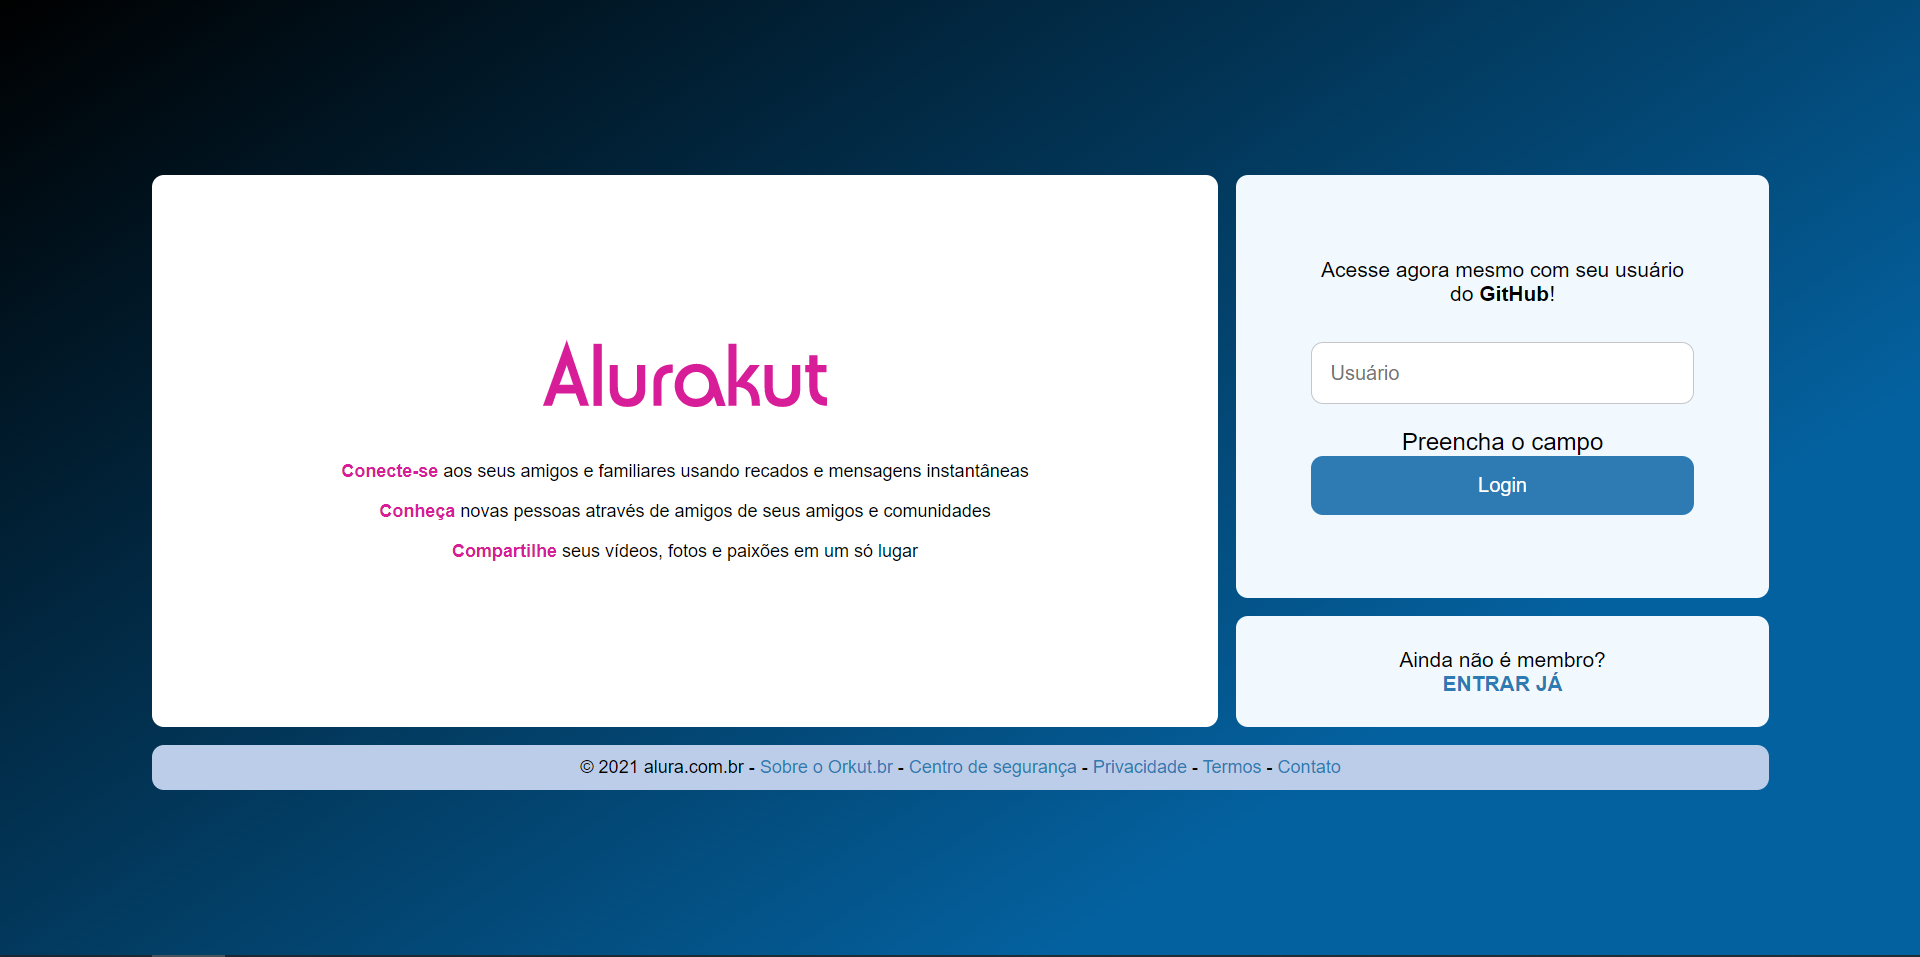 Alurakut
Conecte-se aos seus amigos e familiares usando recados e mensagens instantâneas
Conheça novas pessoas através de amigos de seus amigos e comunidades
Compartilhe seus vídeos, fotos e paixões em um só lugar
Acesse agora mesmo com seu usuário
do GitHub!
Usuário
Preencha o campo
Login
Ainda não é membro?
ENTRAR JÁ
© 2021 alura.com.br - Sobre o Orkut.br - Centro de segurança - Privacidade - Termos - Contato